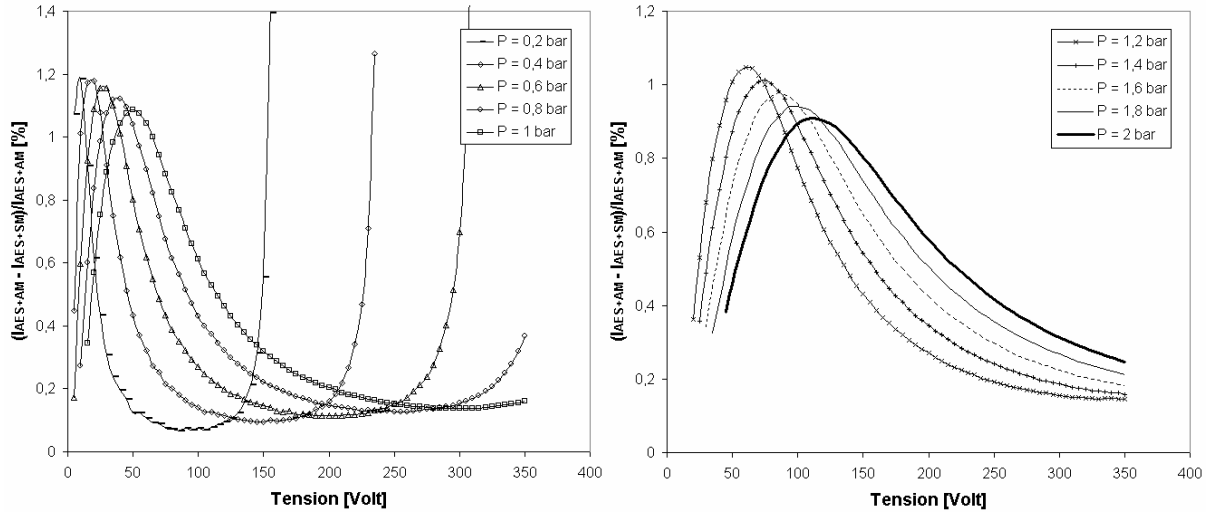 1,4
1,2
1
0,8
0,6
0,4
0,2
0
0 50 100 150 200 250 300 350 400
Tension [Volt]
(IAES+AM - IAES+SM)/IAES+AM [%]
P = 0,2 bar
P = 0,4 bar
P = 0,6 bar
P = 0,8 bar
P = 1 bar
1,2
1
0,8
0,6
0,4
0,2
0
0 50 100 150 200 250 300 350 400
Tension [Volt]
(IAES+AM - IAES+SM)/IAES+AM [%]
P = 1,2 bar
P = 1,4 bar
P = 1,6 bar
P = 1,8 bar
P = 2 bar